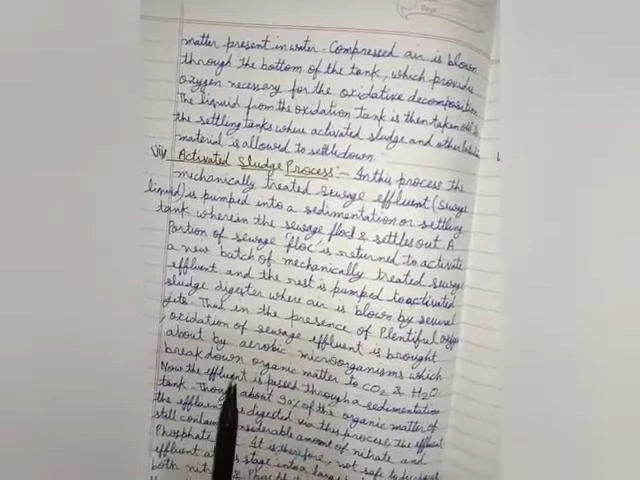 matter present in water. Compressed air is blown
through the bottom of the tank, which provides
oxygen necessary for the oxidative decomposition
The liquid from the oxidation tank is then taken
the settling tanks where activated sludge and other
material is allowed to settledown.
Viiv Activated Sludge Process:- In this process the
mechanically treated sewage effluent (sewage
liquid) is pumped into a sedimentation or settling
tank wherein the sewage flocs & settles out A
Portion of sewage 'floc' is returned to activate
a new batch of mechanically treated sewage
effluent and the rest is pumped to activated
sludge digester where air is blown by several
jets. Thus in the presence of Plentiful oxygen
oxidation of sewage effluent is brought
about by aerobic microorganisms which
breakdown organic matter to CO2 & H2O
Now the effluent is passed through a sedimentation
tank. about 90% of the organic matter of
the effluent digested via this process the effluent
still considerable amount of nitrate and
Phosphate It is therefore, not safe to
effluent stage into a
both &